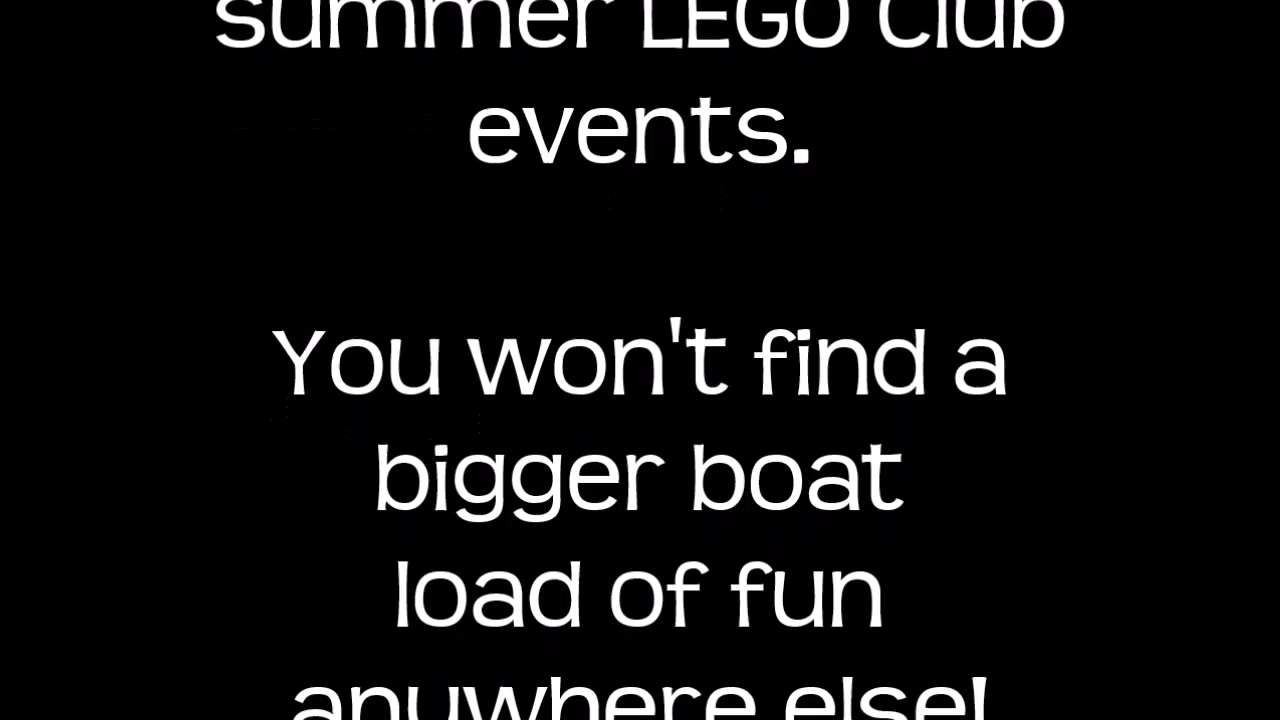 summer LEGO Club
events.
You won't find a
bigger boat
load of fun
anywhere else!